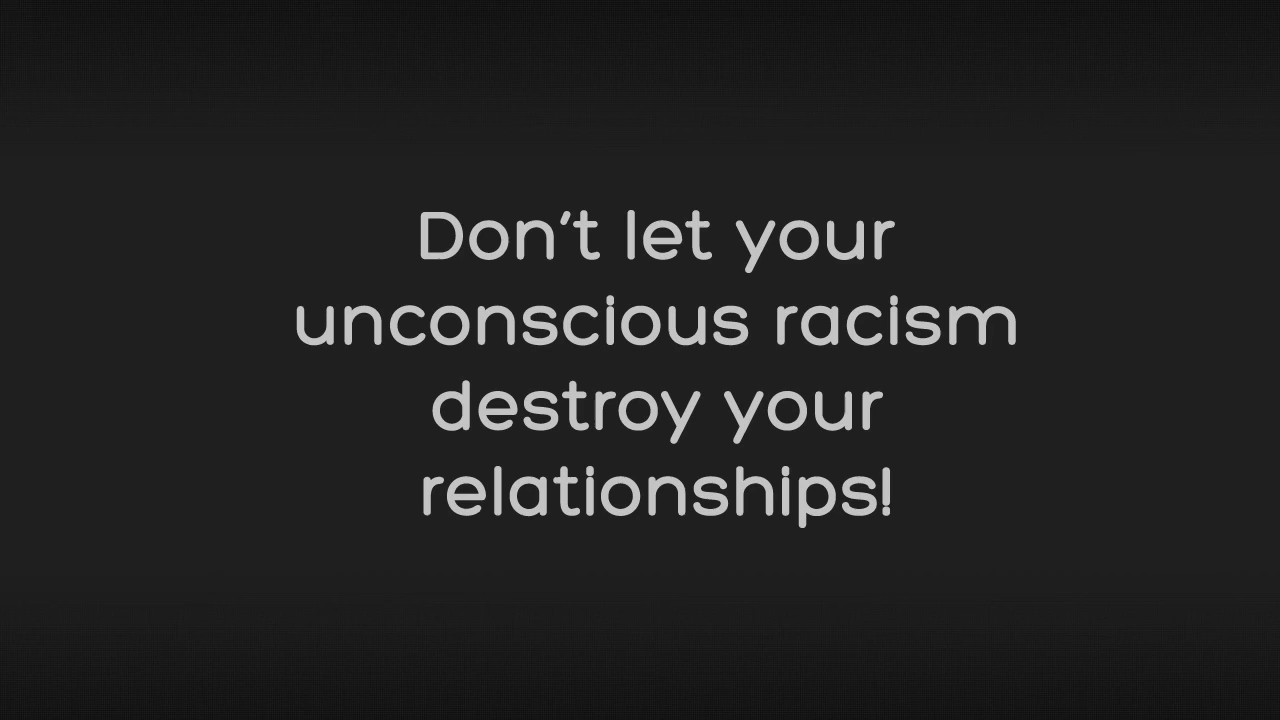 Don't let your
unconscious racism
destroy your
relationships!